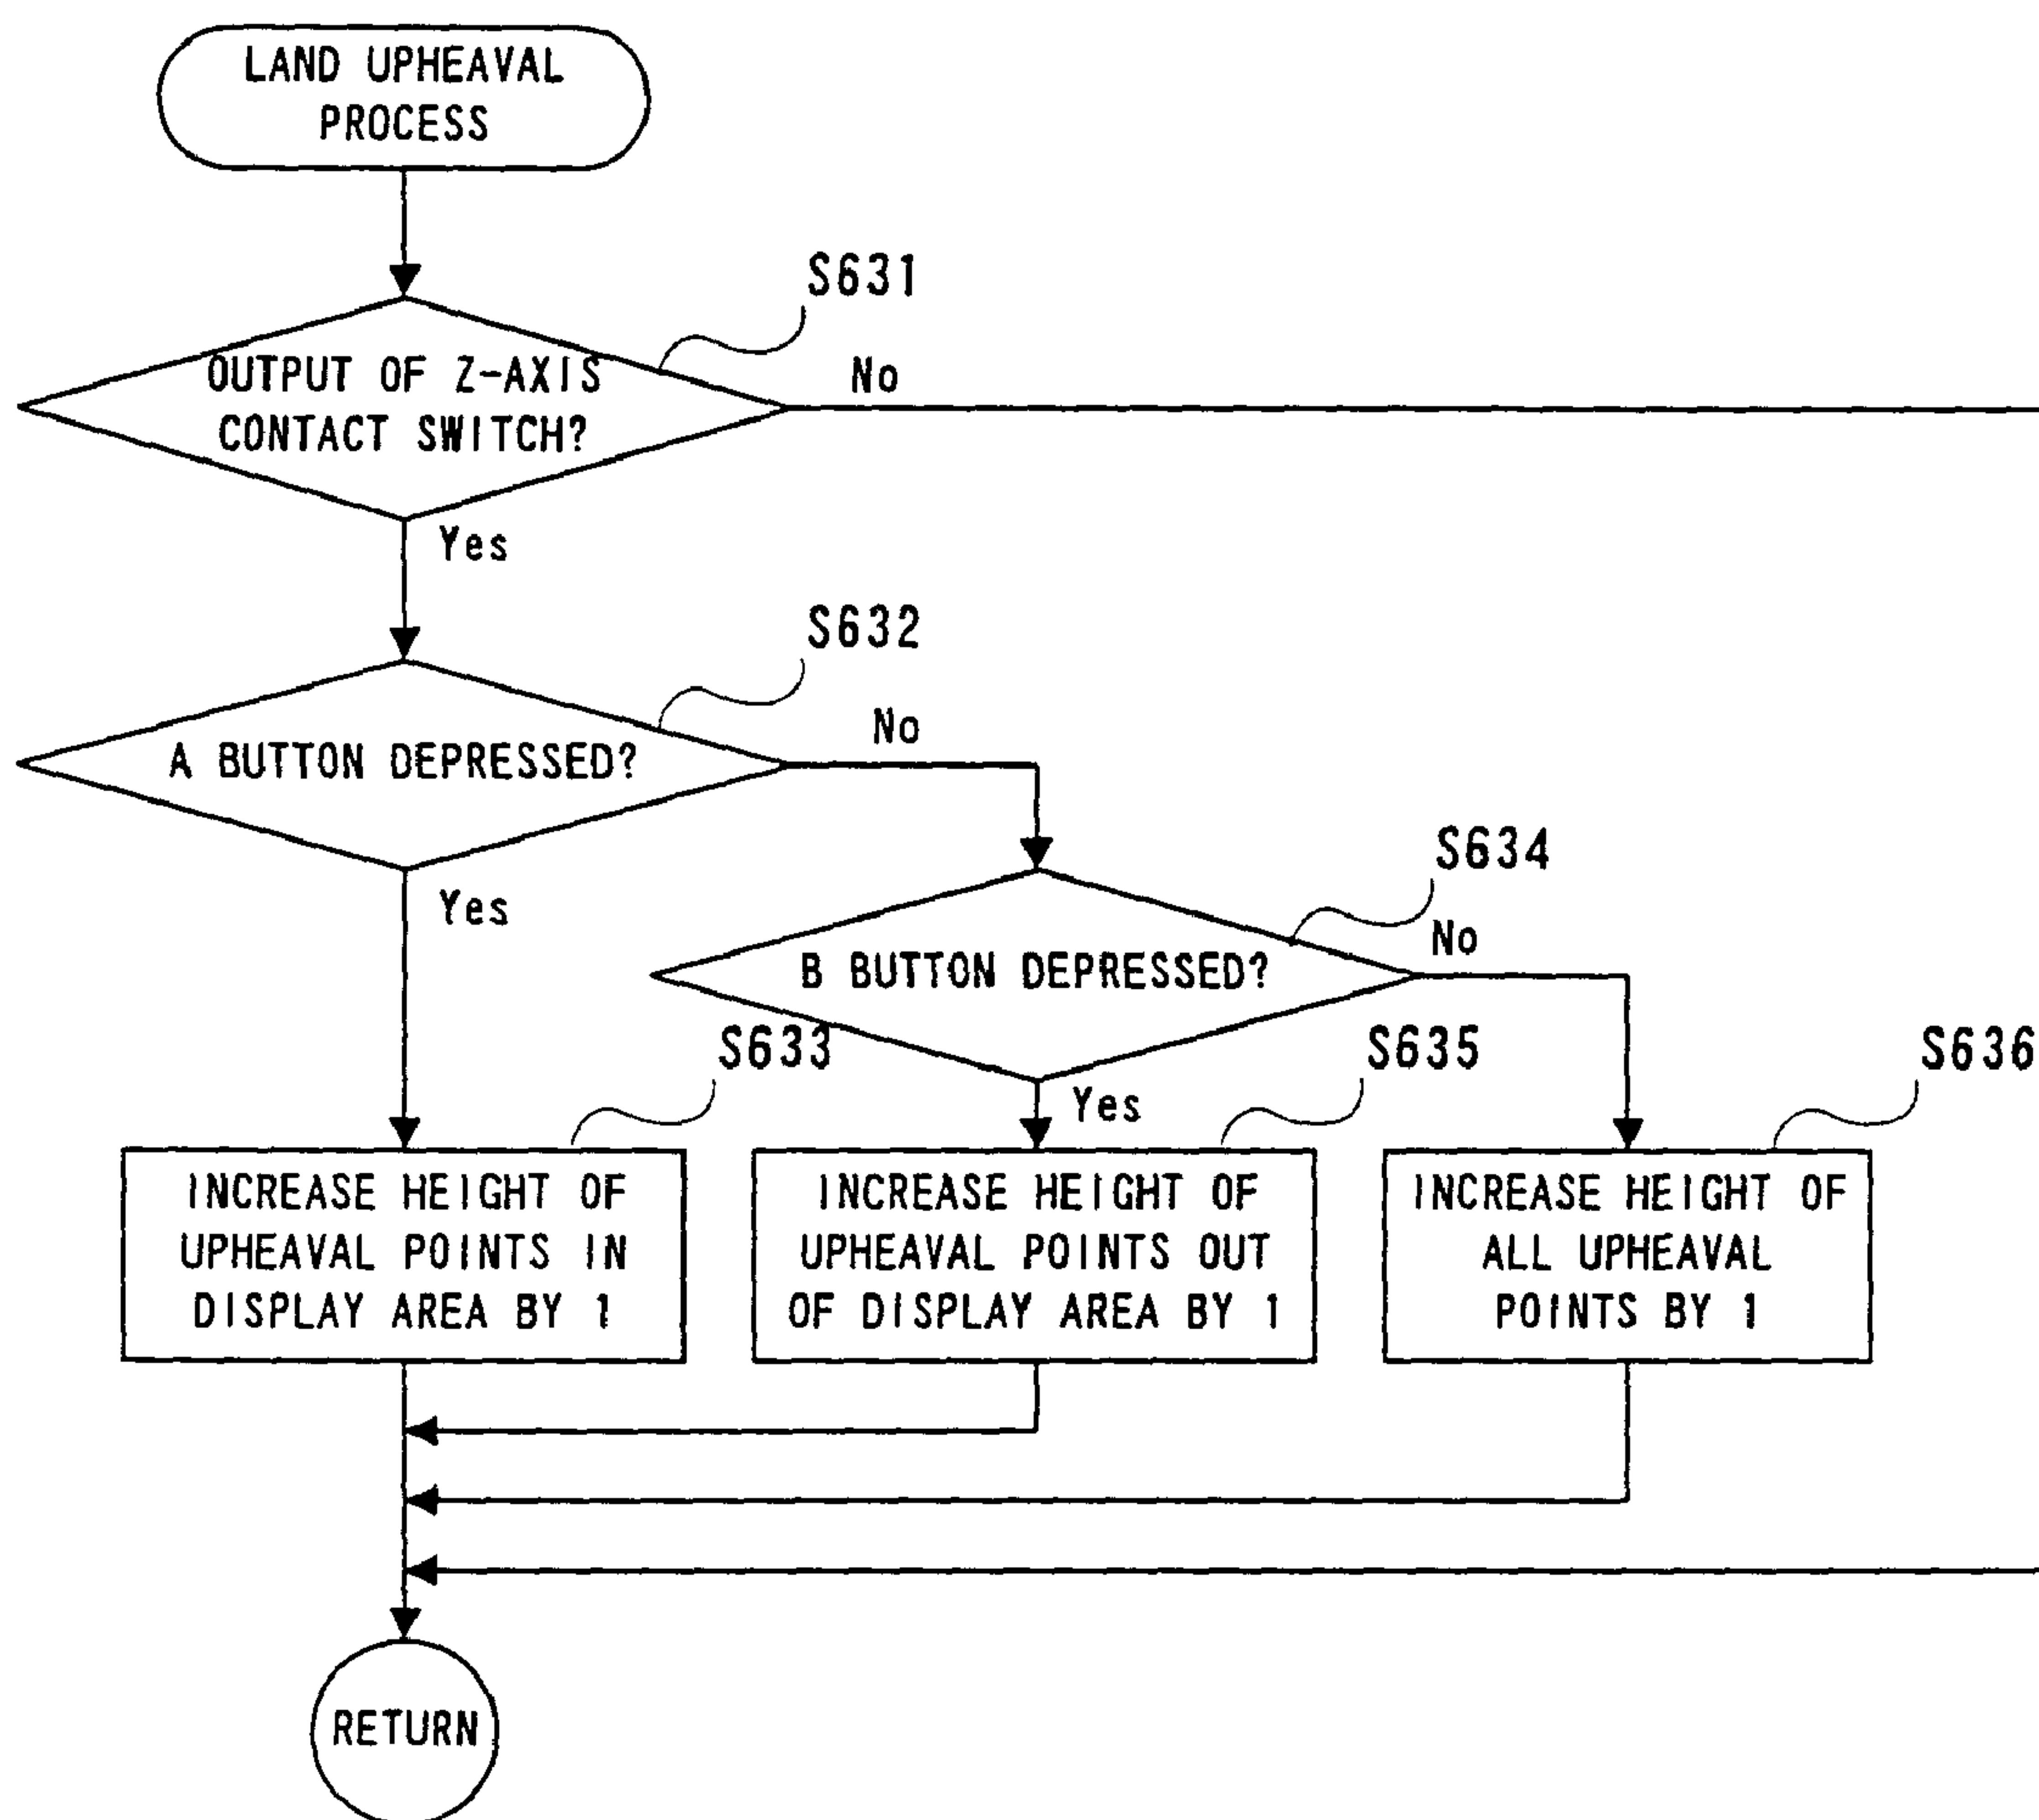 LAND UPHEAVAL
PROCESS
S631
OUTPUT OF Z-AXIS
CONTACT SWITCH?
No
Yes
S632
A BUTTON DEPRESSED?
No
Yes
S634
B BUTTON DEPRESSED?
No
Yes
S633
INCREASE HEIGHT OF
UPHEAVAL POINTS IN
DISPLAY AREA BY 1
S635
INCREASE HEIGHT OF
UPHEAVAL POINTS OUT
OF DISPLAY AREA BY 1
S636
INCREASE HEIGHT OF
ALL UPHEAVAL
POINTS BY 1
RETURN